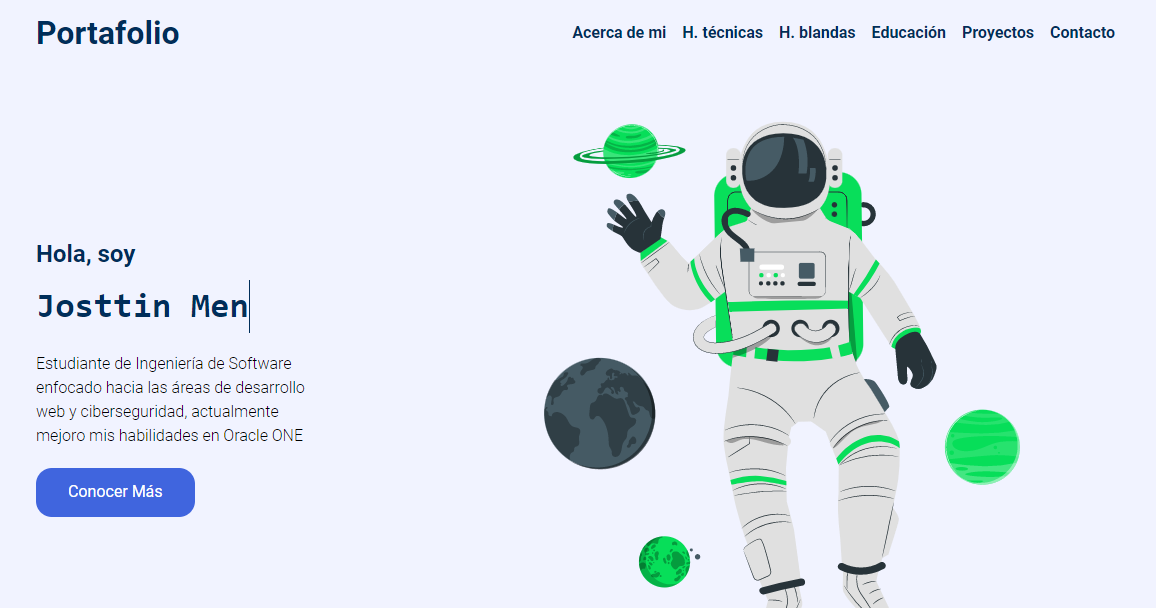 Portafolio
Acerca de mi H. técnicas H. blandas Educación Proyectos Contacto
Hola, soy
Josttin Men
Estudiante de Ingeniería de Software
enfocado hacia las áreas de desarrollo
web y ciberseguridad, actualmente
mejoro mis habilidades en Oracle ONE
Conocer Más